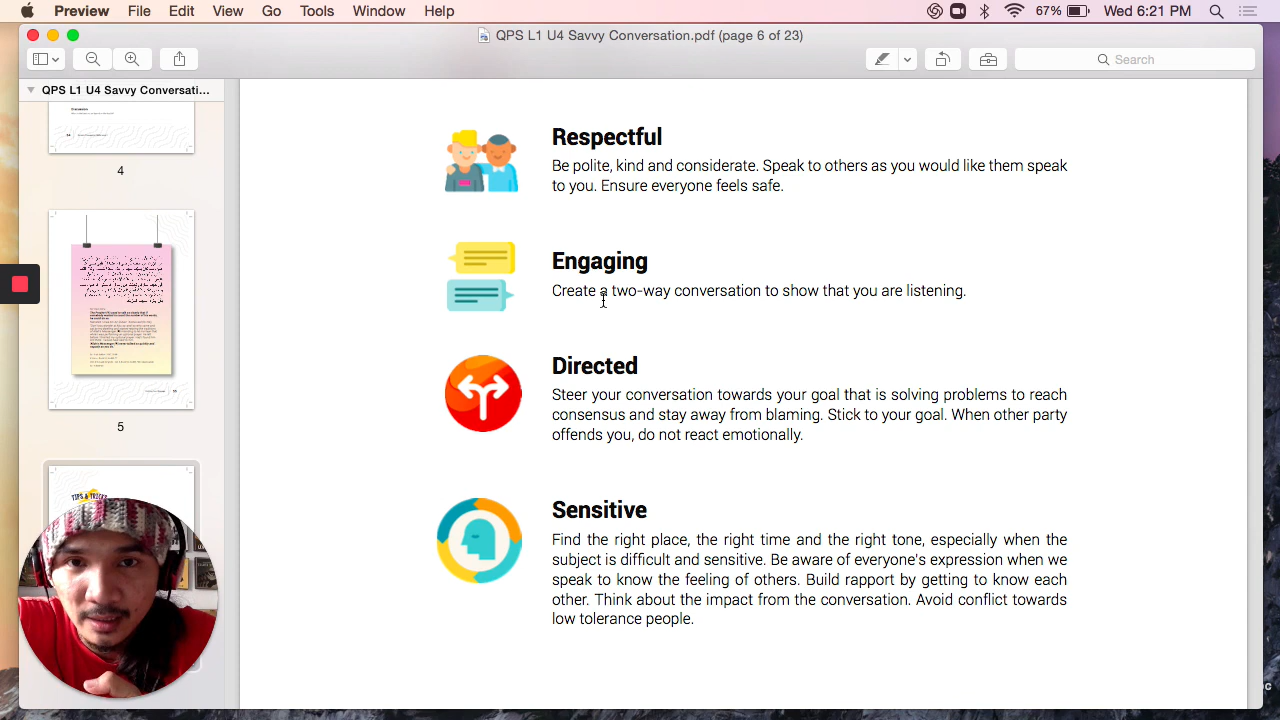 Preview File Edit View Go Tools Window Help 67% Wed 6:21 PM
QPS L1 U4 Savvy Conversation.pdf (page 6 of 23)
Search
QPS L1 U4 Savvy Conversati...
4
5
TIPS & TRICKS
Respectful
Be polite, kind and considerate. Speak to others as you would like them speak
to you. Ensure everyone feels safe.
Engaging
Create a two-way conversation to show that you are listening.
Directed
Steer your conversation towards your goal that is solving problems to reach
consensus and stay away from blaming. Stick to your goal. When other party
offends you, do not react emotionally.
Sensitive
Find the right place, the right time and the right tone, especially when the
subject is difficult and sensitive. Be aware of everyone's expression when we
speak to know the feeling of others. Build rapport by getting to know each
other. Think about the impact from the conversation. Avoid conflict towards
low tolerance people.